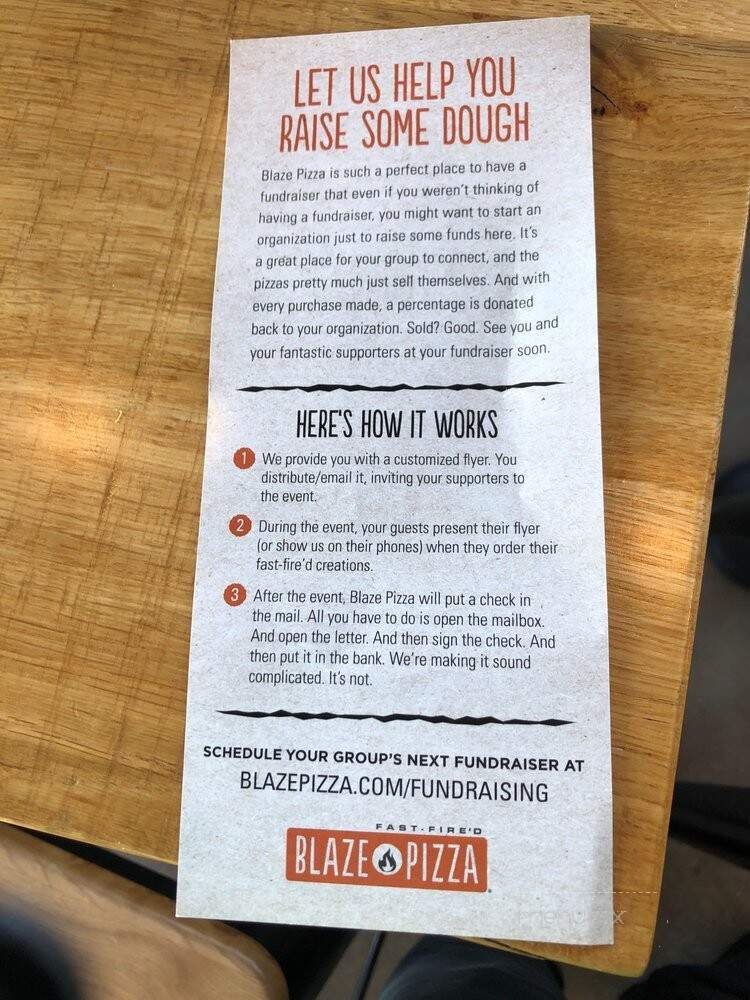 LET US HELP YOU
RAISE SOME DOUGH
Blaze Pizza is such a perfect place to have a
fundraiser that even if you weren't thinking of
having a fundraiser, you might want to start an
organization just to raise some funds here. It's
a great place for your group to connect, and the
pizzas pretty much just sell themselves. And with
every purchase made, a percentage is donated
back to your organization. Sold? Good. See you and
your fantastic supporters at your fundraiser soon.
HERE'S HOW IT WORKS
1 We provide you with a customized flyer. You
distribute/email it, inviting your supporters to
the event.
2 During the event, your guests present their flyer
(or show us on their phones) when they order their
fast-fire'd creations.
3 After the event, Blaze Pizza will put a check in
the mail. All you have to do is open the mailbox.
And open the letter. And then sign the check. And
then put it in the bank. We're making it sound
complicated. It's not.
SCHEDULE YOUR GROUP'S NEXT FUNDRAISER AT
BLAZEPIZZA.COM/FUNDRAISING
FAST-FIRE'D
BLAZE PIZZA